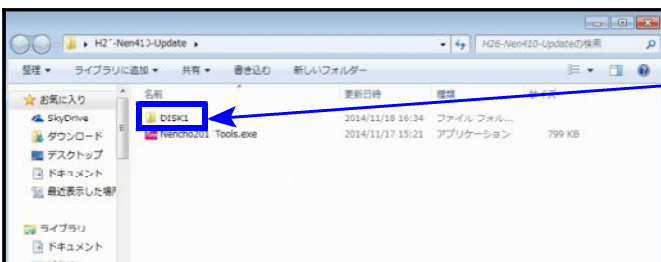 H26-Nen410-Update
H26-Nen410-Updateの検索
整理 ライブラリに追加 共有 書き込む 新しいフォルダー
お気に入り
SkyDrive
ダウンロード
デスクトップ
ドキュメント
最近表示した場所
ライブラリ
ドキュメント
名前 更新日時 種類 サイズ
DISK1 2014/11/18 16:34 ファイル フォル...
Tools.exe 2014/11/17 15:21 アプリケーション 799 KB